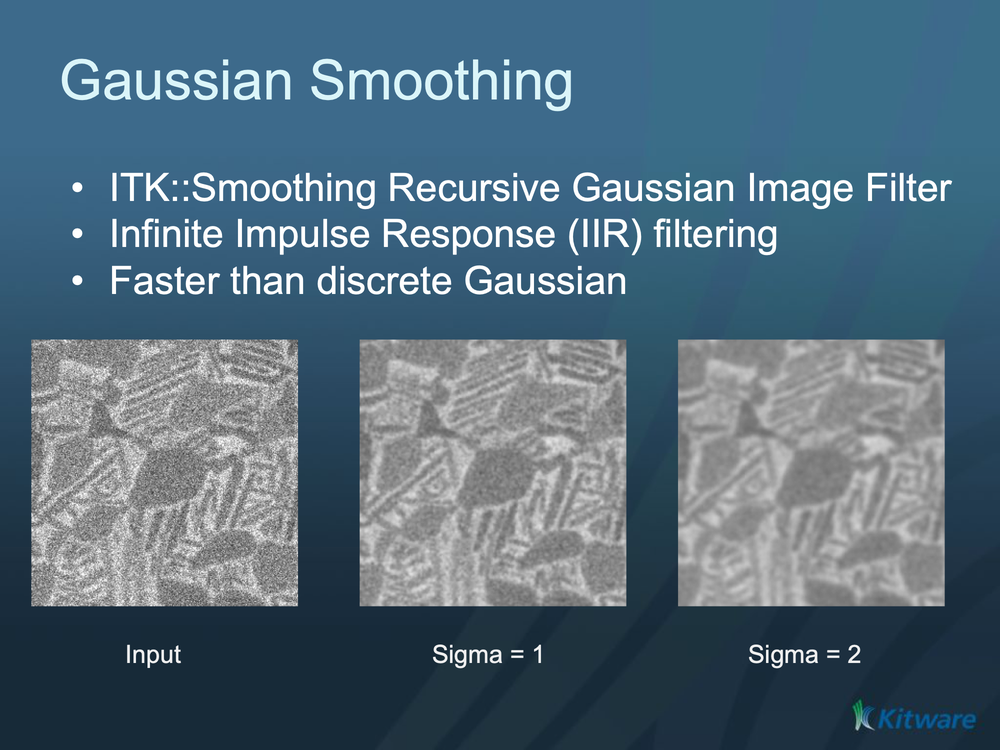 Gaussian Smoothing
• ITK::Smoothing Recursive Gaussian Image Filter
• Infinite Impulse Response (IIR) filtering
• Faster than discrete Gaussian
Input
Sigma = 1
Sigma = 2
Kitware